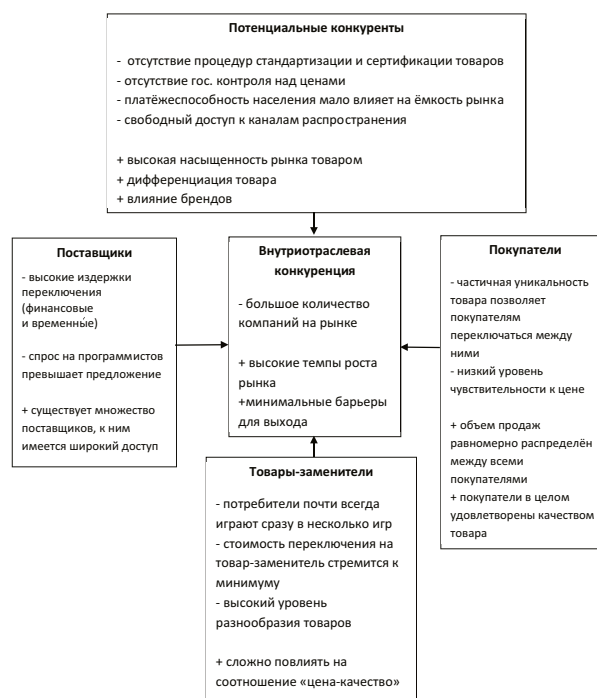 Потенциальные конкуренты
- отсутствие процедур стандартизации и сертификации товаров
- отсутствие гос. контроля над ценами
- платёжеспособность населения мало влияет на ёмкость рынка
- свободный доступ к каналам распространения
+ высокая насыщенность рынка товаром
+ дифференциация товара
+ влияние брендов
Поставщики
- высокие издержки
переключения
(финансовые
и временны́е)
- спрос на программистов
превышает предложение
+ существует множество
поставщиков, к ним
имеется широкий доступ
Внутриотраслевая
конкуренция
- большое количество
компаний на рынке
+ высокие темпы роста
рынка
+минимальные барьеры
для выхода
Покупатели
- частичная уникальность
товара позволяет
покупателям
переключаться между
ними
- низкий уровень
чувствительности к цене
+ объем продаж
равномерно распределён
между всеми
покупателями
+ покупатели в целом
удовлетворены качеством
товара
Товары-заменители
- потребители почти всегда
играют сразу в несколько игр
- стоимость переключения на
товар-заменитель стремится к
минимуму
- высокий уровень
разнообразия товаров
+ сложно повлиять на
соотношение «цена-качество»